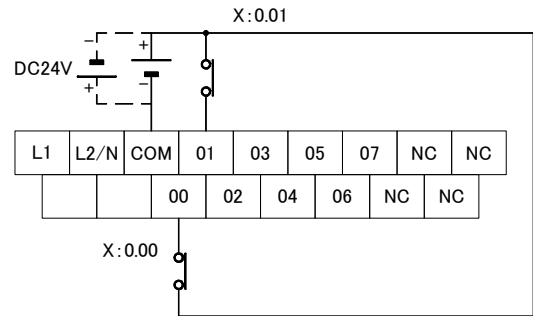 X:0.01
− +
DC24V
+ −
L1 L2/N COM 01 03 05 07 NC NC
00 02 04 06 NC NC
X:0.00